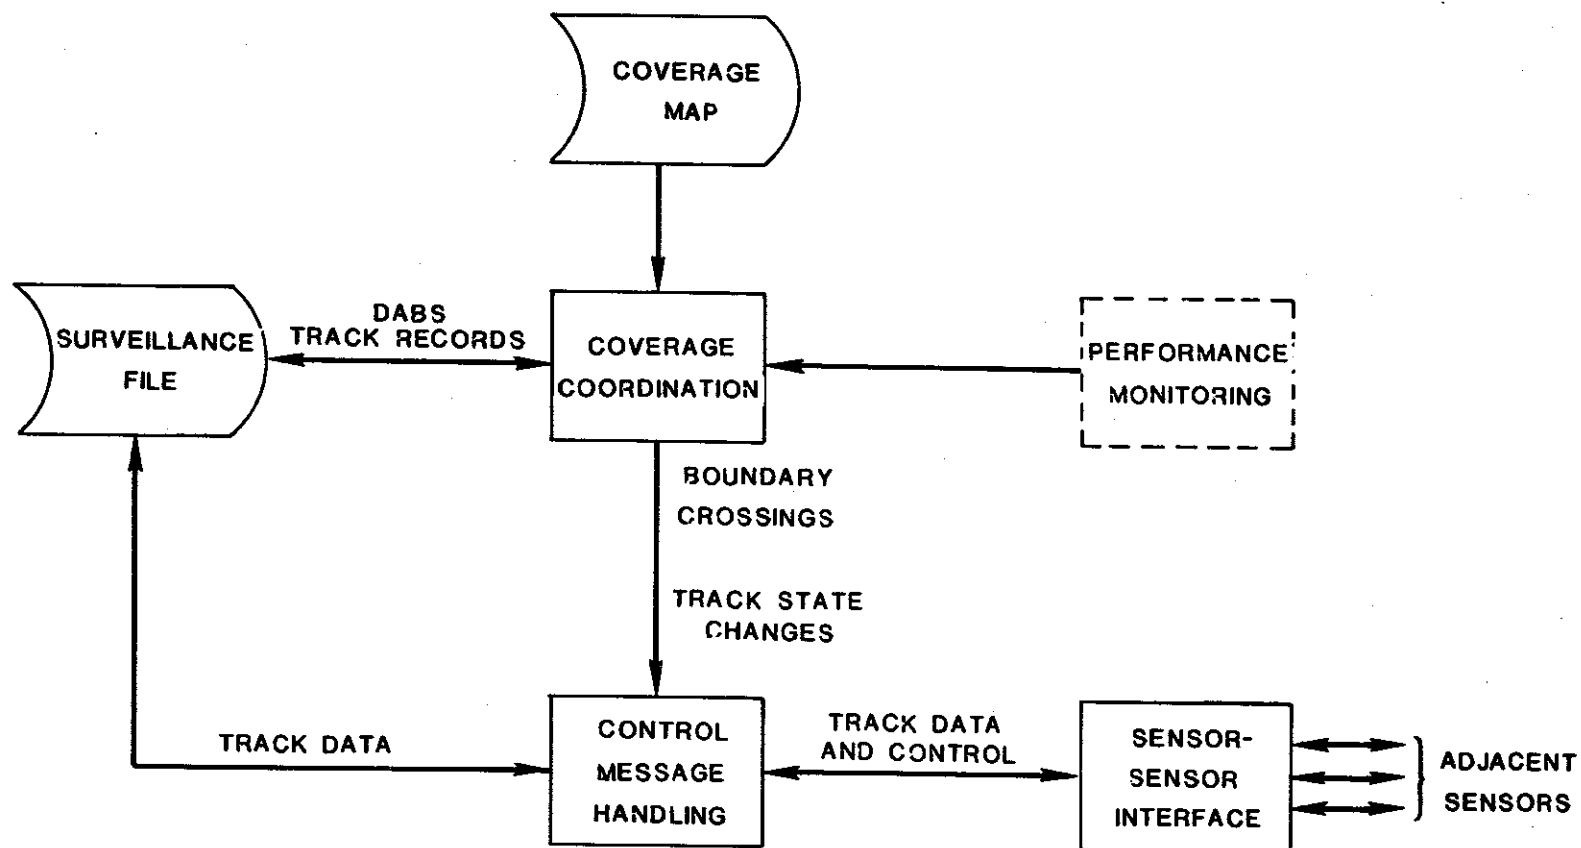 COVERAGE
MAP
DABS
TRACK RECORDS
SURVEILLANCE
FILE
COVERAGE
COORDINATION
PERFORMANCE
MONITORING
BOUNDARY
CROSSINGS
TRACK STATE
CHANGES
TRACK DATA
CONTROL
MESSAGE
HANDLING
TRACK DATA
AND CONTROL
SENSOR-
SENSOR
INTERFACE
ADJACENT
SENSORS